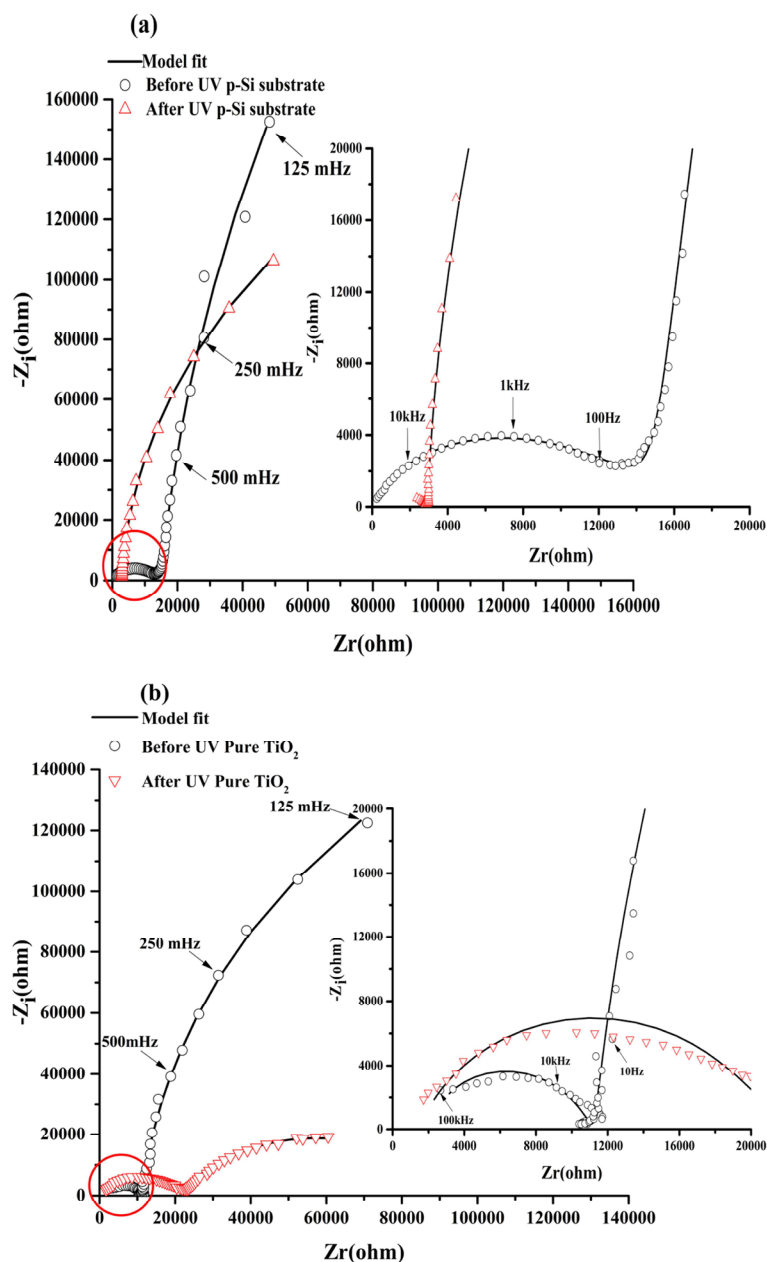 (a)
Model fit
Before UV p-Si substrate
After UV p-Si substrate
160000
140000
120000
100000
80000
60000
40000
20000
0
-Zi(ohm)
125 mHz
250 mHz
500 mHz
0 20000 40000 60000 80000 100000 120000 140000 160000
Zr(ohm)
20000
16000
12000
8000
4000
0
-Zi(ohm)
10kHz
1kHz
100Hz
0 4000 8000 12000 16000 20000
Zr(ohm)
(b)
Model fit
Before UV Pure TiO2
After UV Pure TiO2
140000
120000
100000
80000
60000
40000
20000
0
-Zi(ohm)
125 mHz
250 mHz
500mHz
0 20000 40000 60000 80000 100000 120000 140000
Zr(ohm)
20000
16000
12000
8000
4000
0
-Zi(ohm)
10kHz
10Hz
100kHz
0 4000 8000 12000 16000 20000
Zr(ohm)